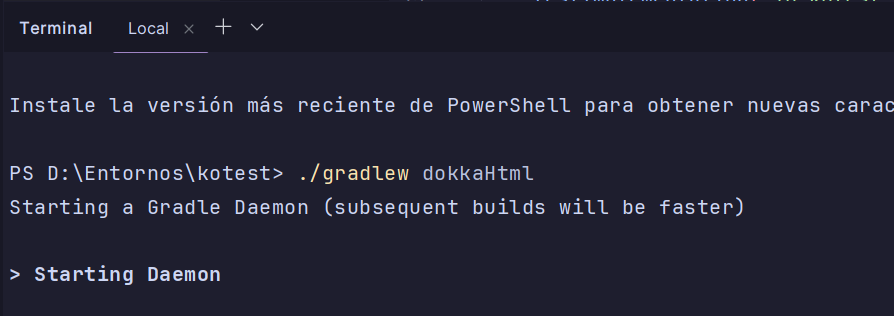 Terminal Local
Instale la versión más reciente de PowerShell para obtener nuevas carac
PS D:\Entornos\kotest> ./gradlew dokkaHtml
Starting a Gradle Daemon (subsequent builds will be faster)
> Starting Daemon